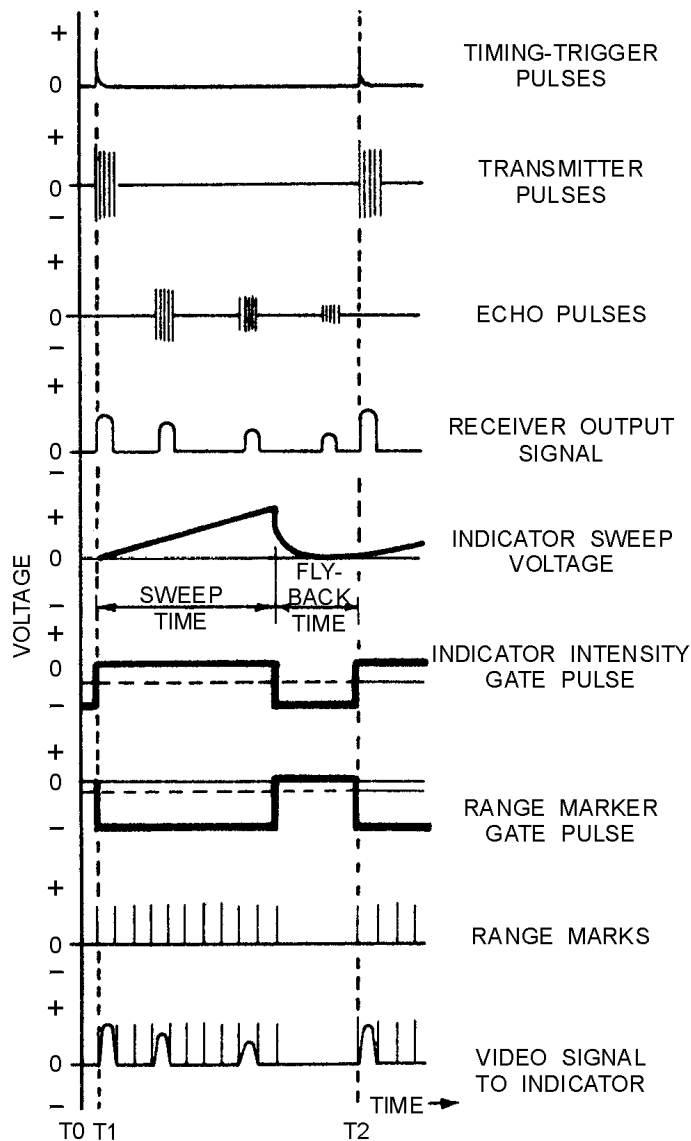 +
0
TIMING-TRIGGER
PULSES
+
0
−
TRANSMITTER
PULSES
+
0
−
ECHO PULSES
+
0
−
RECEIVER OUTPUT
SIGNAL
+
0
−
INDICATOR SWEEP
VOLTAGE
SWEEP
TIME
FLY-
BACK
TIME
VOLTAGE
+
0
−
INDICATOR INTENSITY
GATE PULSE
+
0
−
RANGE MARKER
GATE PULSE
+
0
−
RANGE MARKS
+
0
−
VIDEO SIGNAL
TO INDICATOR
TIME
T0 T1
T2